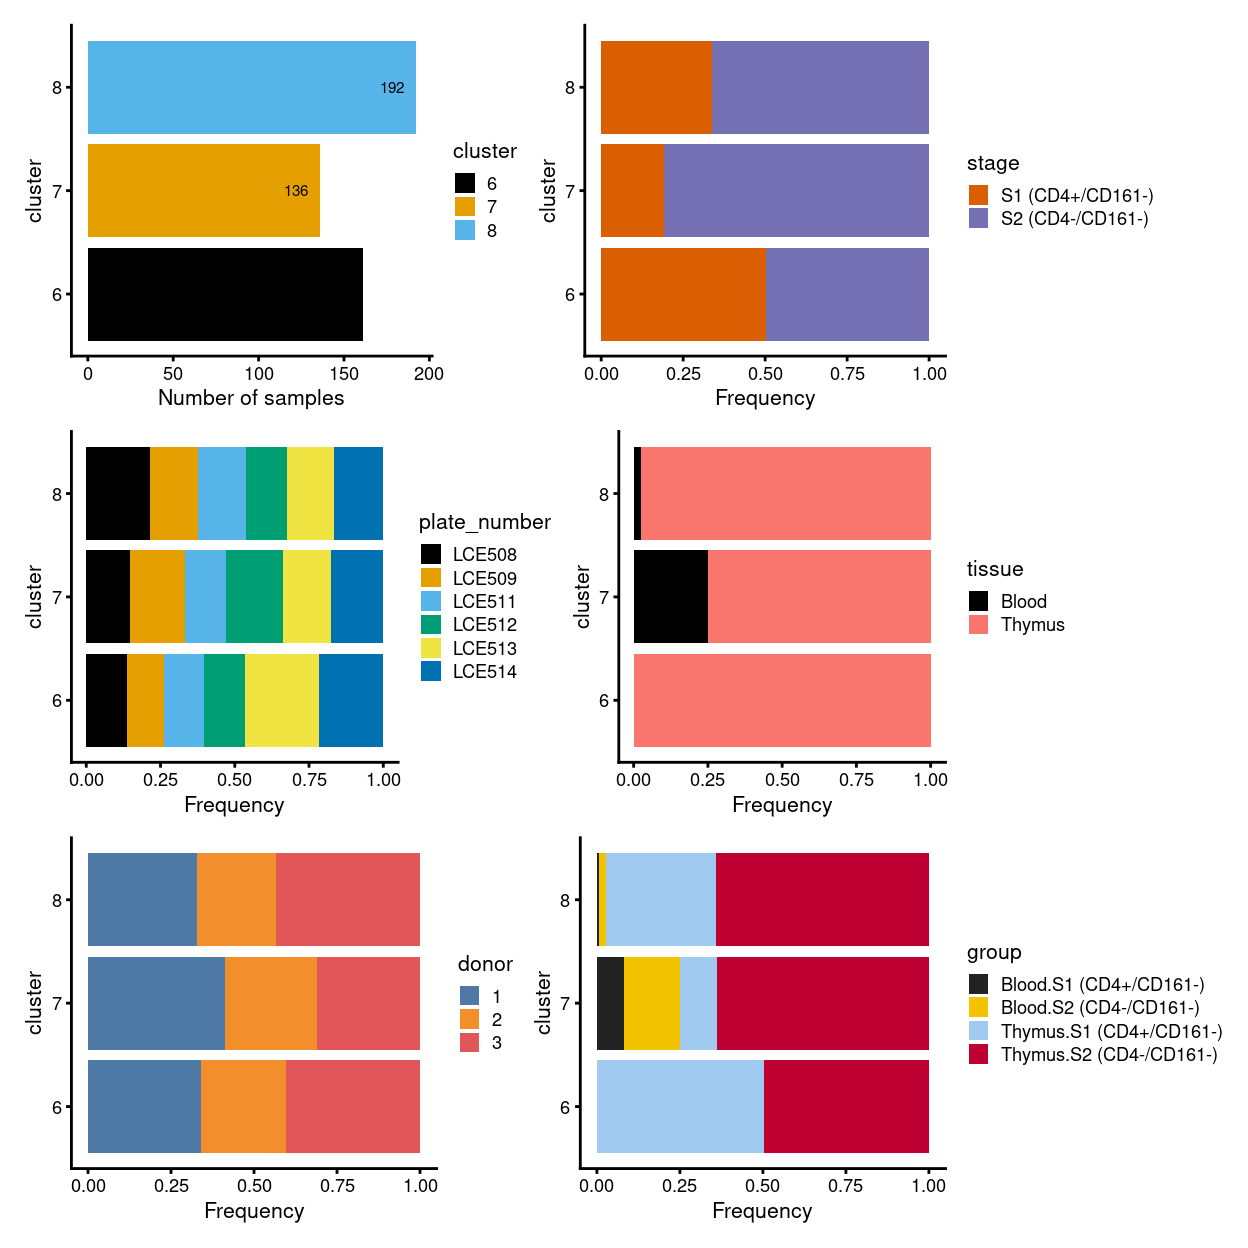 cluster
8
7
6
192
136
0 50 100 150 200
Number of samples
cluster
6
7
8
cluster
8
7
6
0.00 0.25 0.50 0.75 1.00
Frequency
stage
S1 (CD4+/CD161-)
S2 (CD4-/CD161-)
cluster
8
7
6
0.00 0.25 0.50 0.75 1.00
Frequency
plate_number
LCE508
LCE509
LCE511
LCE512
LCE513
LCE514
cluster
8
7
6
0.00 0.25 0.50 0.75 1.00
Frequency
tissue
Blood
Thymus
cluster
8
7
6
0.00 0.25 0.50 0.75 1.00
Frequency
donor
1
2
3
cluster
8
7
6
0.00 0.25 0.50 0.75 1.00
Frequency
group
Blood.S1 (CD4+/CD161-)
Blood.S2 (CD4-/CD161-)
Thymus.S1 (CD4+/CD161-)
Thymus.S2 (CD4-/CD161-)